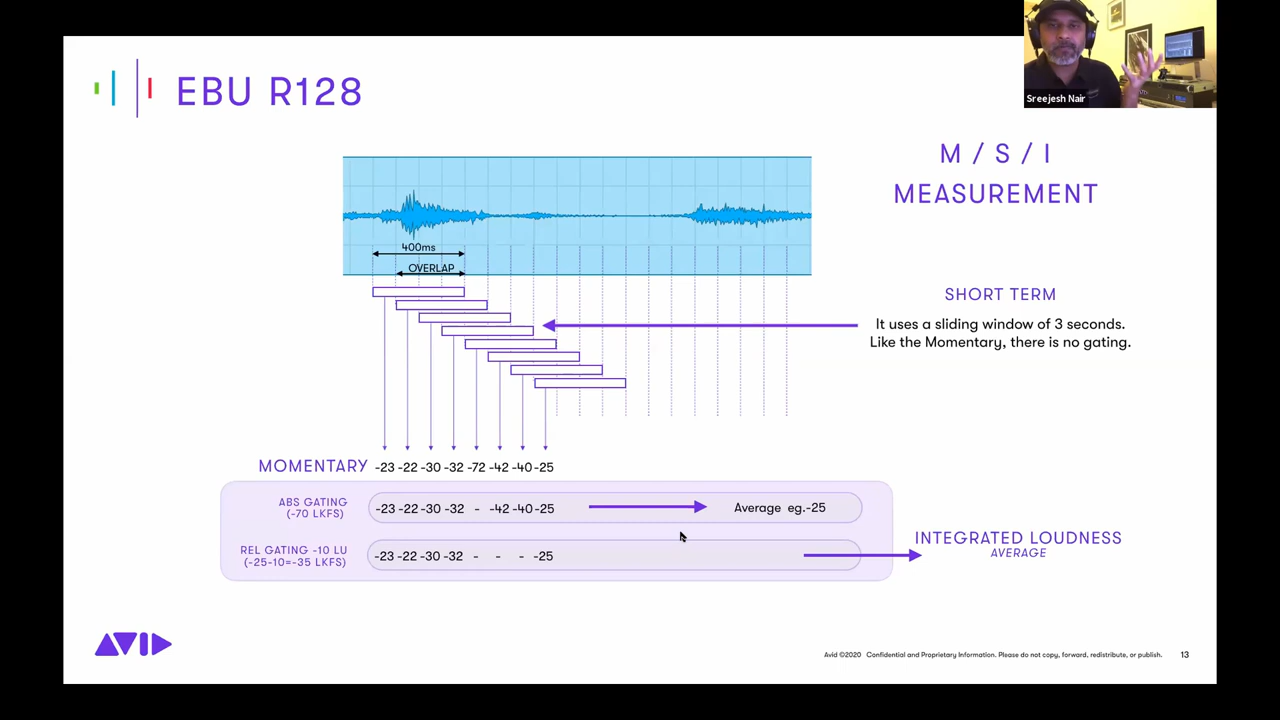 Sreejesh Nair
EBU R128
M / S / I
MEASUREMENT
400ms
OVERLAP
SHORT TERM
It uses a sliding window of 3 seconds.
Like the Momentary, there is no gating.
MOMENTARY -23 -22 -30 -32 -72 -42 -40 -25
ABS GATING
(-70 LKFS)
-23 -22 -30 -32 - -42 -40 -25
Average eg.-25
REL GATING -10 LU
(-25-10=-35 LKFS)
-23 -22 -30 -32 - - - -25
INTEGRATED LOUDNESS
AVERAGE
AVID
Avid ©2020 Confidential and Proprietary Information. Please do not copy, forward, redistribute, or publish. 13